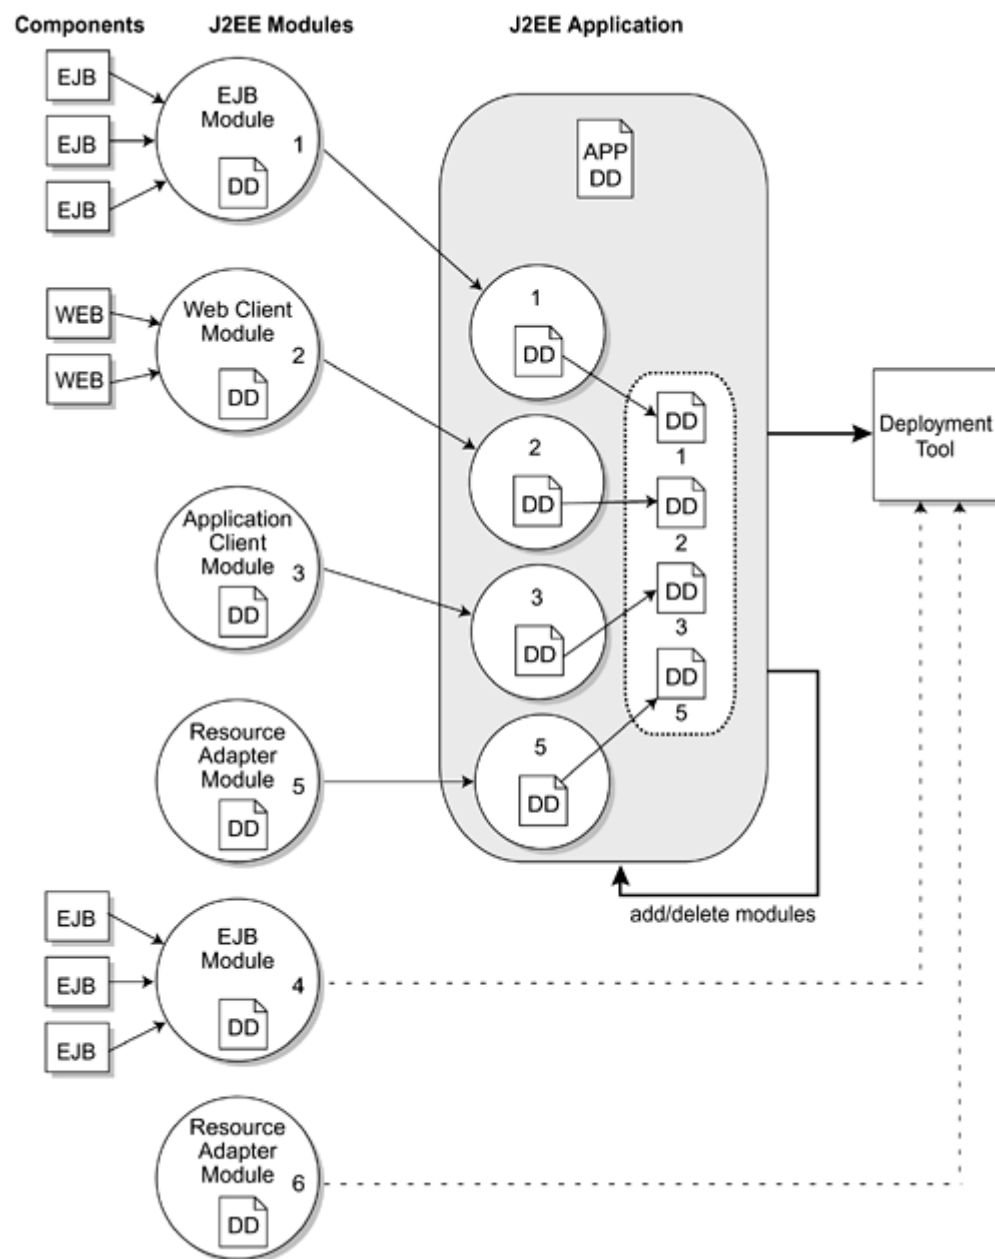 Components
J2EE Modules
J2EE Application
EJB
EJB
EJB
EJB
Module
1
DD
WEB
WEB
Web Client
Module
2
DD
Application
Client
Module
3
DD
Resource
Adapter
Module
5
DD
EJB
EJB
EJB
EJB
Module
4
DD
Resource
Adapter
Module
6
DD
APP
DD
1
DD
2
DD
3
DD
5
DD
DD
1
DD
2
DD
3
DD
5
add/delete modules
Deployment
Tool